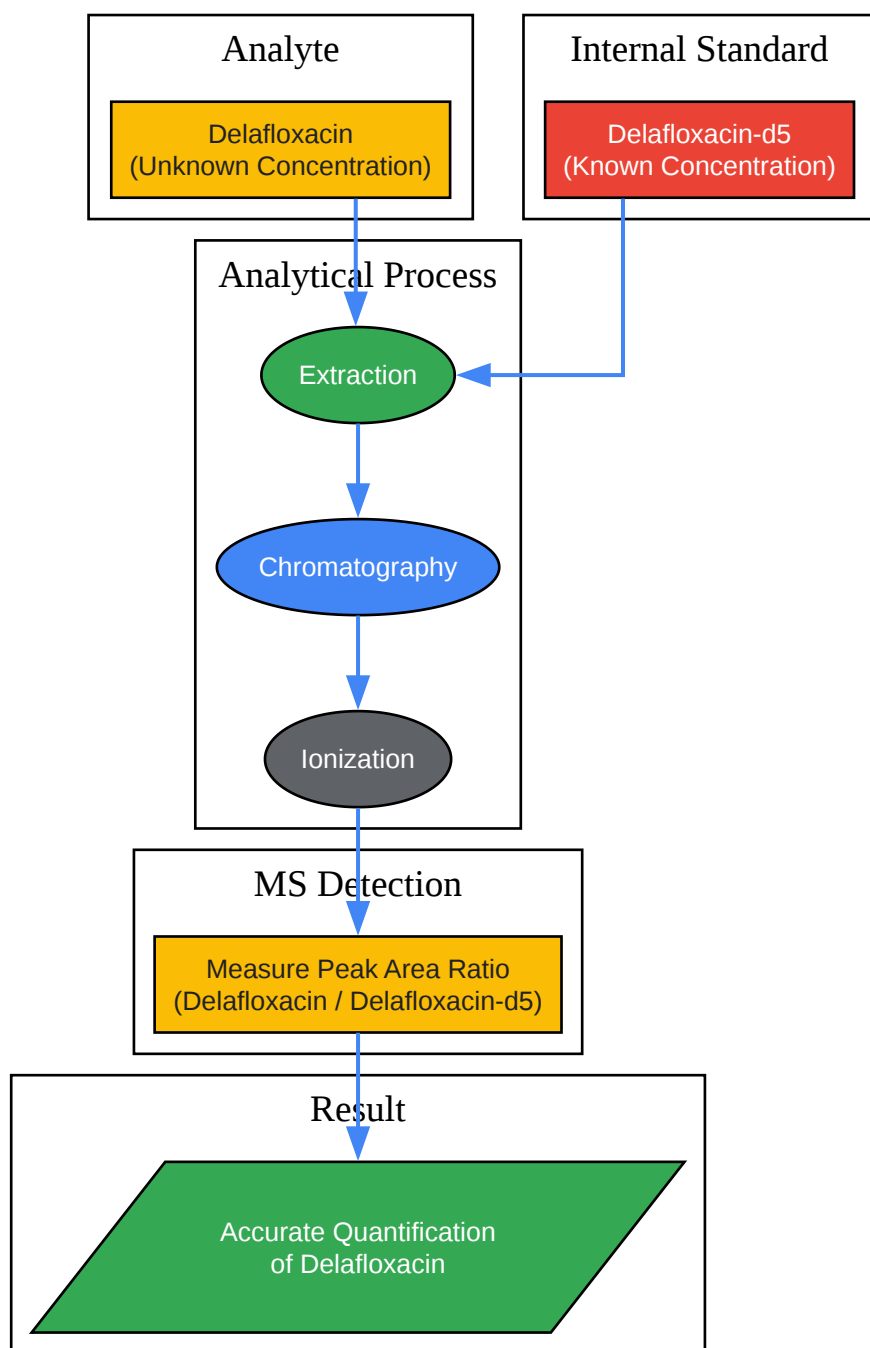 Analyte
Internal Standard
Delafloxacin
(Unknown Concentration)
Delafloxacin-d5
(Known Concentration)
Analytical Process
Extraction
Chromatography
Ionization
MS Detection
Measure Peak Area Ratio
(Delafloxacin / Delafloxacin-d5)
Result
Accurate Quantification
of Delafloxacin